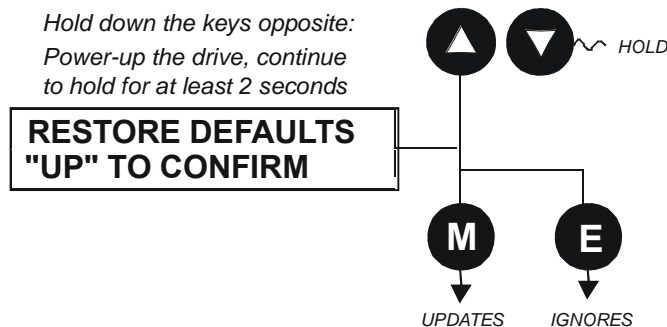 Hold down the keys opposite:
Power-up the drive, continue
to hold for at least 2 seconds
HOLD
RESTORE DEFAULTS
"UP" TO CONFIRM
M
E
UPDATES
IGNORES